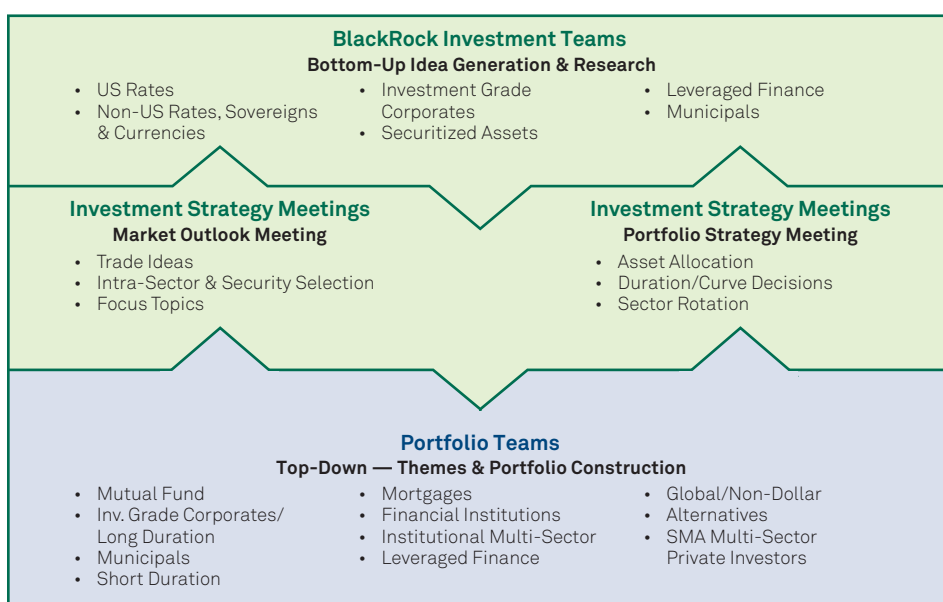 BlackRock Investment Teams
Bottom-Up Idea Generation & Research
• US Rates
• Non-US Rates, Sovereigns
& Currencies
• Investment Grade
Corporates
• Securitized Assets
• Leveraged Finance
• Municipals
Investment Strategy Meetings
Market Outlook Meeting
• Trade Ideas
• Intra-Sector & Security Selection
• Focus Topics
Investment Strategy Meetings
Portfolio Strategy Meeting
• Asset Allocation
• Duration/Curve Decisions
• Sector Rotation
Portfolio Teams
Top-Down — Themes & Portfolio Construction
• Mutual Fund
• Inv. Grade Corporates/
Long Duration
• Municipals
• Short Duration
• Mortgages
• Financial Institutions
• Institutional Multi-Sector
• Leveraged Finance
• Global/Non-Dollar
• Alternatives
• SMA Multi-Sector
Private Investors